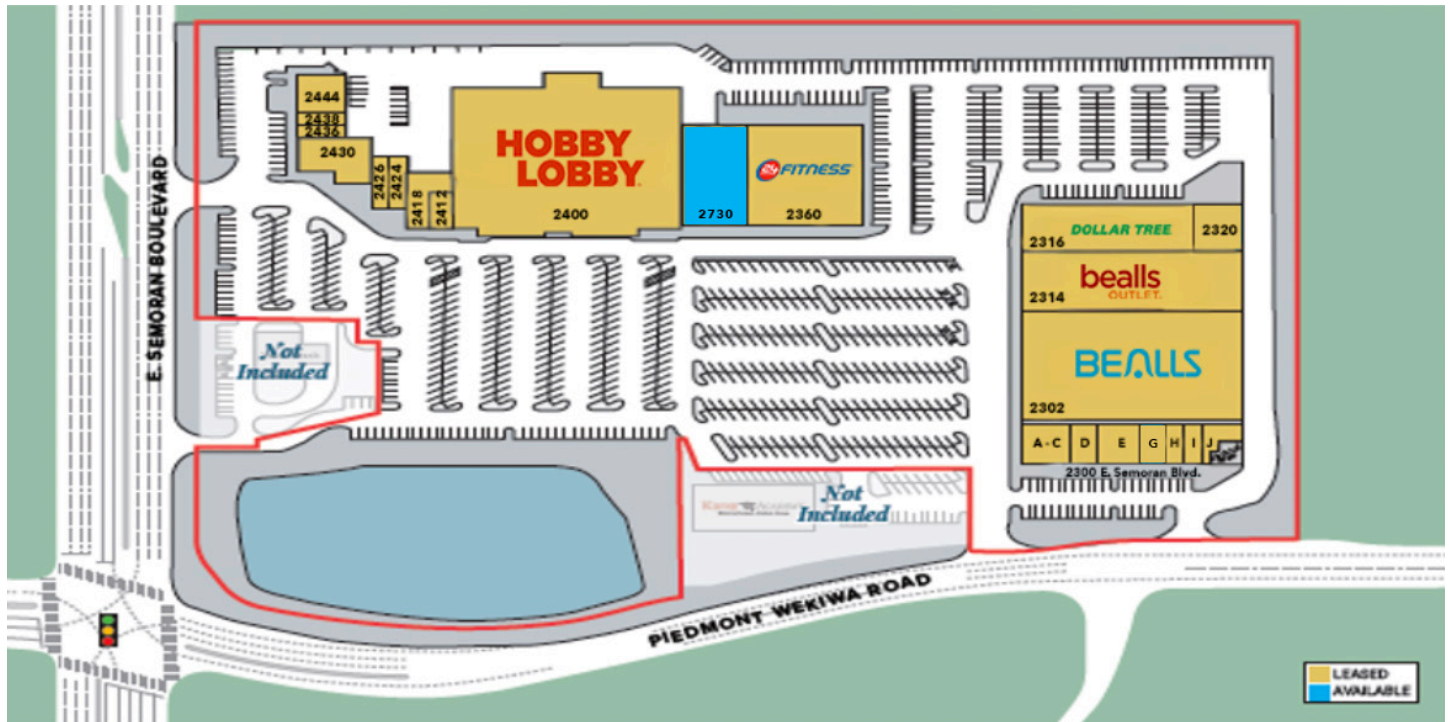 E. SEMORAN BOULEVARD
2444
2438
2436
2430
2426
2424
2418
2412
HOBBY
LOBBY
2400
2730
24
FITNESS
2360
DOLLAR TREE
2316
2320
bealls
OUTLET
2314
BEALLS
2302
A-C
D
E
G
H
I
J
2300 E. Semoran Blvd.
Not
Included
Not
Included
PIEDMONT WEKIWA ROAD
LEASED
AVAILABLE